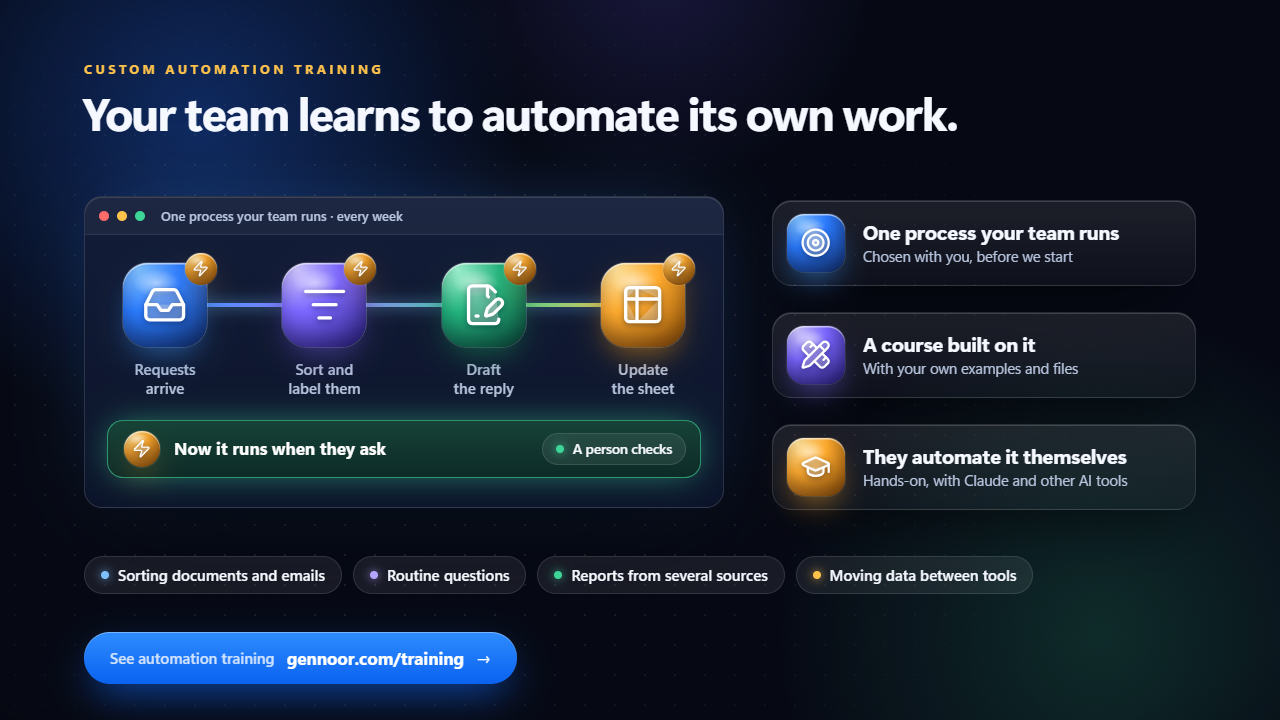 CUSTOM AUTOMATION TRAINING
Your team learns to automate its own work.
One process your team runs · every week
Requests
arrive
Sort and
label them
Draft
the reply
Update
the sheet
Now it runs when they ask
A person checks
One process your team runs
Chosen with you, before we start
A course built on it
With your own examples and files
They automate it themselves
Hands-on, with Claude and other AI tools
Sorting documents and emails
Routine questions
Reports from several sources
Moving data between tools
See automation training gennoor.com/training →